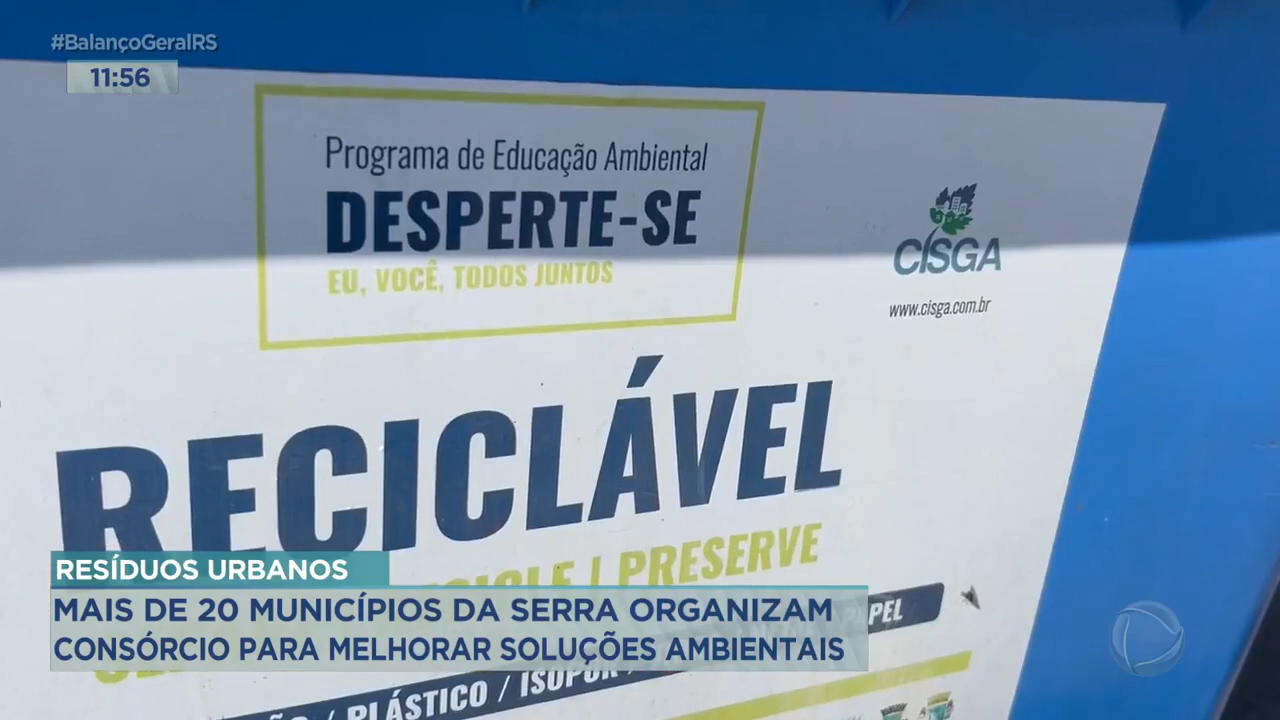 #BalançoGeralRS
11:56
Programa de Educação Ambiental
DESPERTE-SE
EU, VOCÊ, TODOS JUNTOS
CISGA
www.cisga.com.br
RECICLÁVEL
| PRESERVE
RESÍDUOS URBANOS
MAIS DE 20 MUNICÍPIOS DA SERRA ORGANIZAM
CONSÓRCIO PARA MELHORAR SOLUÇÕES AMBIENTAIS
/ PLÁSTICO / ISOPOR /